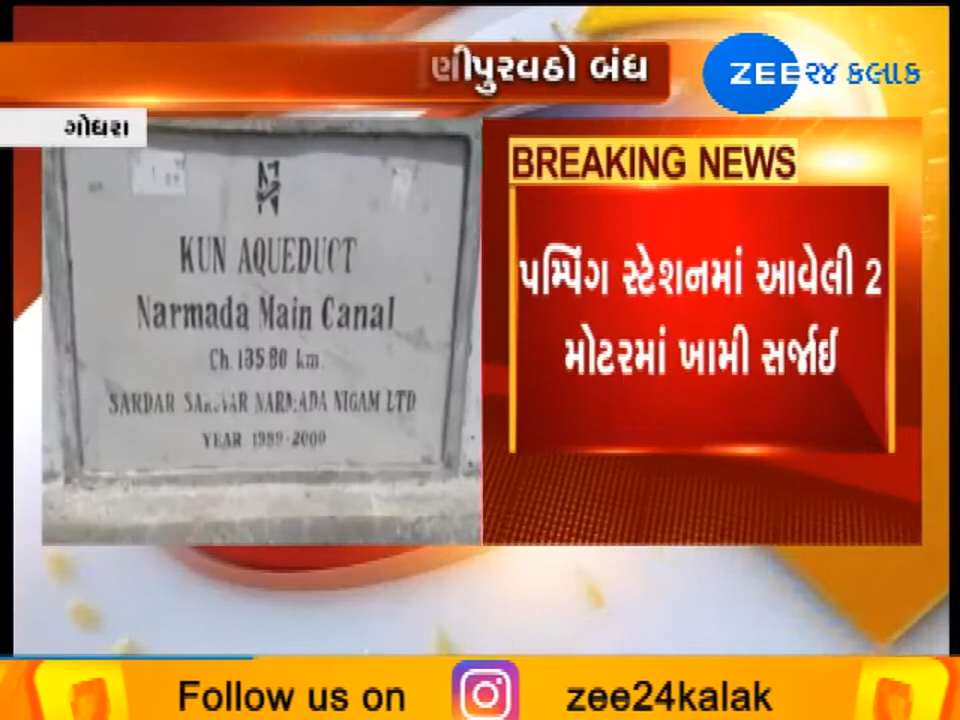 ણીપુરવઠો બંધ
ZEE ૨૪ કલાક
ગોધરા
KUN AQUEDUCT
Narmada Main Canal
Ch. 135.80 km.
SARDAR SAROVAR NARMADA NIGAM LTD
YEAR 1999-2000
BREAKING NEWS
પમ્પિંગ સ્ટેશનમાં આવેલી 2
મોટરમાં ખામી સર્જાઈ
Follow us on
zee24kalak